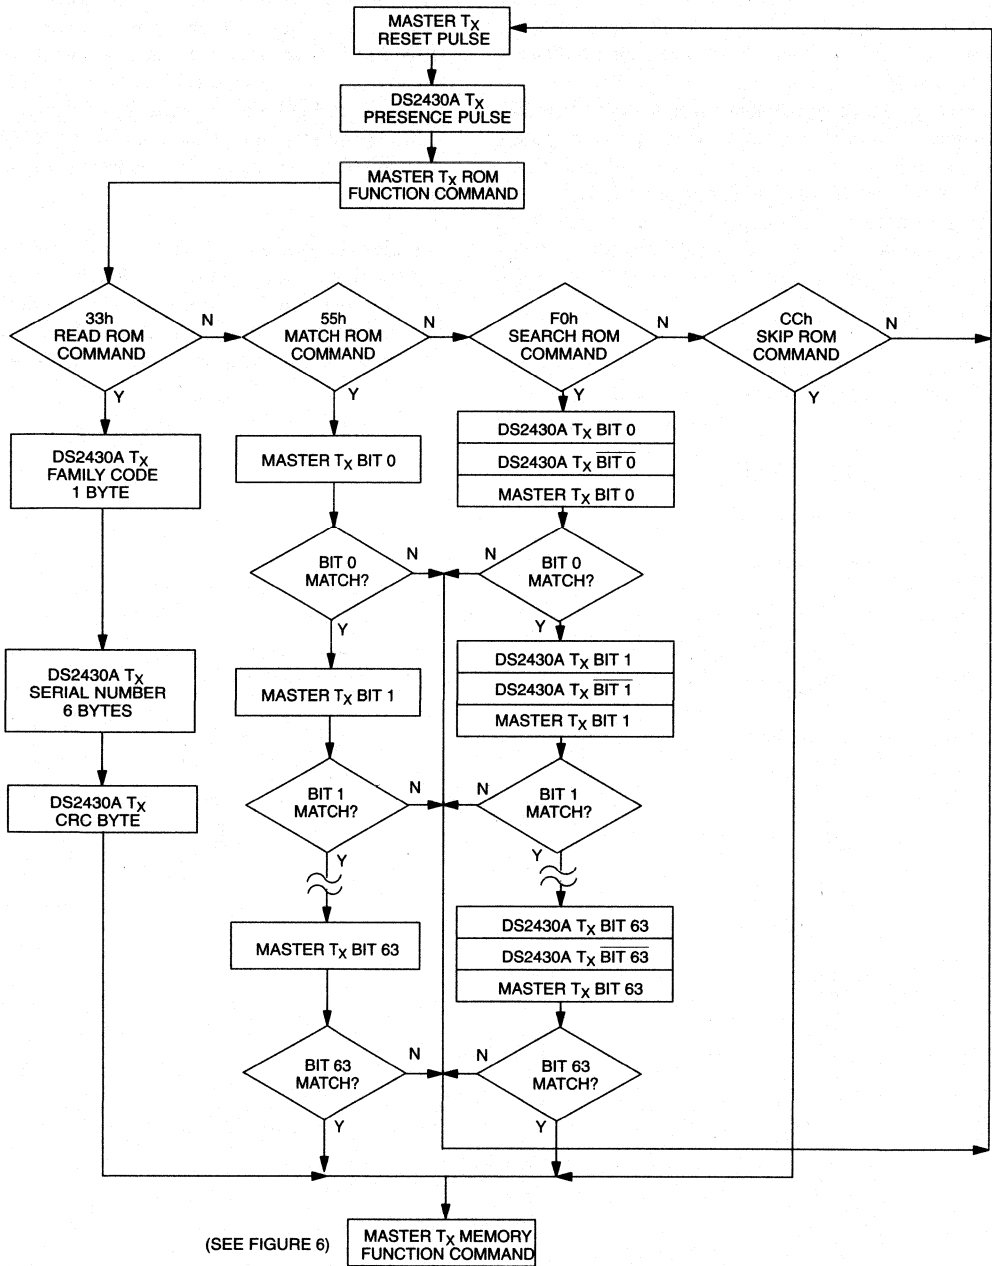 MASTER TX
RESET PULSE
DS2430A TX
PRESENCE PULSE
MASTER TX ROM
FUNCTION COMMAND
33h
READ ROM
COMMAND
N
Y
55h
MATCH ROM
COMMAND
N
Y
F0h
SEARCH ROM
COMMAND
N
Y
CCh
SKIP ROM
COMMAND
N
Y
DS2430A TX
FAMILY CODE
1 BYTE
DS2430A TX
SERIAL NUMBER
6 BYTES
DS2430A TX
CRC BYTE
MASTER TX BIT 0
BIT 0
MATCH?
N
Y
MASTER TX BIT 1
BIT 1
MATCH?
N
Y
MASTER TX BIT 63
BIT 63
MATCH?
N
Y
DS2430A TX BIT 0
DS2430A TX BIT 0
MASTER TX BIT 0
BIT 0
MATCH?
N
Y
DS2430A TX BIT 1
DS2430A TX BIT 1
MASTER TX BIT 1
BIT 1
MATCH?
N
Y
DS2430A TX BIT 63
DS2430A TX BIT 63
MASTER TX BIT 63
BIT 63
MATCH?
N
Y
(SEE FIGURE 6)
MASTER TX MEMORY
FUNCTION COMMAND